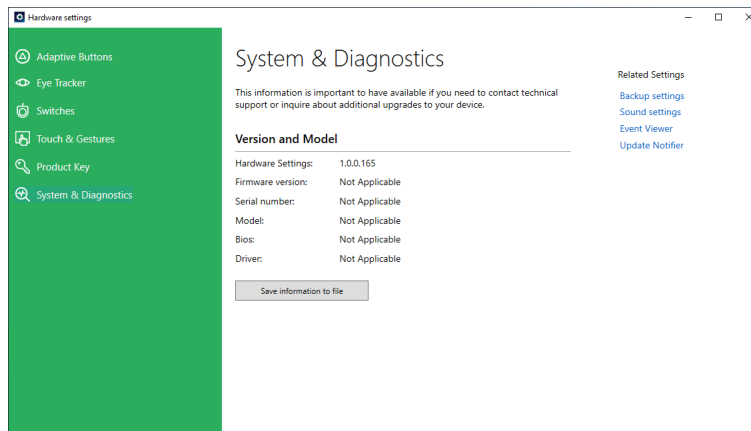 Hardware settings
Adaptive Buttons
Eye Tracker
Switches
Touch & Gestures
Product Key
System & Diagnostics
System & Diagnostics
This information is important to have available if you need to contact technical
support or inquire about additional upgrades to your device.
Version and Model
Hardware Settings: 1.0.0.165
Firmware version: Not Applicable
Serial number: Not Applicable
Model: Not Applicable
Bios: Not Applicable
Driver: Not Applicable
Save information to file
Related Settings
Backup settings
Sound settings
Event Viewer
Update Notifier